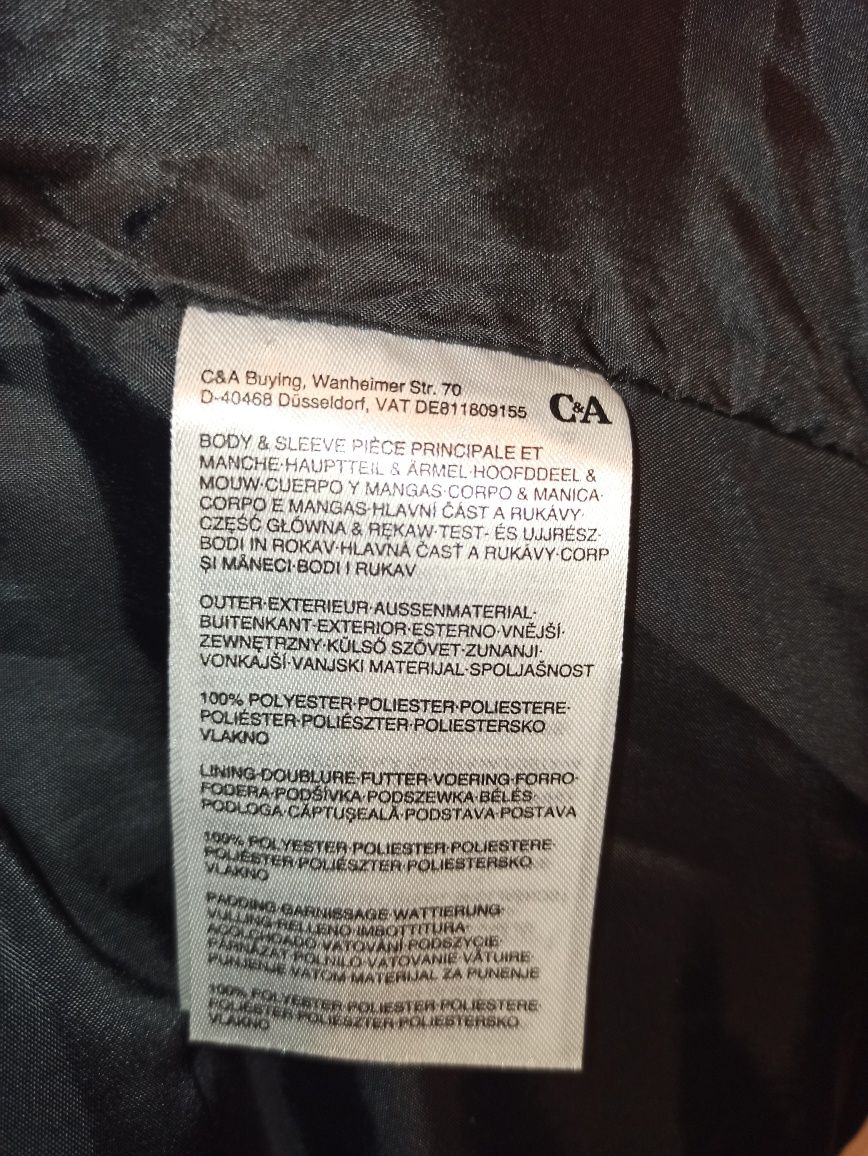 C&A Buying, Wanheimer Str. 70
D-40468 Düsseldorf, VAT DE811809155
C&A
BODY & SLEEVE PIÈCE PRINCIPALE ET
MANCHE·HAUPTTEIL & ÄRMEL·HOOFDDEEL &
MOUW·CUERPO Y MANGAS·CORPO & MANICA·
CORPO E MANGAS·HLAVNÍ ČÁST A RUKÁVY·
CZĘŚĆ GŁÓWNA & RĘKAW·TEST- ÉS UJJRÉSZ·
BODI IN ROKAV·HLAVNÁ ČASŤ A RUKÁVY·CORP
ŞI MÂNECI·BODI I RUKAV
OUTER·EXTERIEUR·AUSSENMATERIAL·
BUITENKANT·EXTERIOR·ESTERNO·VNĚJŠÍ·
ZEWNĘTRZNY·KÜLSŐ SZÖVET·ZUNANJI·
VONKAJŠÍ·VANJSKI MATERIJAL·SPOLJAŠNOST
100% POLYESTER·POLIESTER·POLIESTERE·
POLIÉSTER·POLIÉSZTER·POLIESTERSKO
VLAKNO
LINING·DOUBLURE·FUTTER·VOERING·FORRO·
FODERA·PODŠÍVKA·PODSZEWKA·BÉLÉS·
PODLOGA·CĂPTUŞEALĂ·PODSTAVA·POSTAVA
100% POLYESTER·POLIESTER·POLIESTERE·
POLIÉSTER·POLIÉSZTER·POLIESTERSKO
VLAKNO
PADDING·GARNISSAGE·WATTIERUNG·
VULLING·RELLENO·IMBOTTITURA·
ACOLCHOADO·VATOVÁNÍ·PODSZYCIE·
PÁRNÁZAT·POLNILO·VATOVANIE·VĂTUIRE·
PUNJENJE VATOM·MATERIJAL ZA PUNENJE
100% POLYESTER·POLIESTER·POLIESTERE·
POLIÉSTER·POLIÉSZTER·POLIESTERSKO
VLAKNO